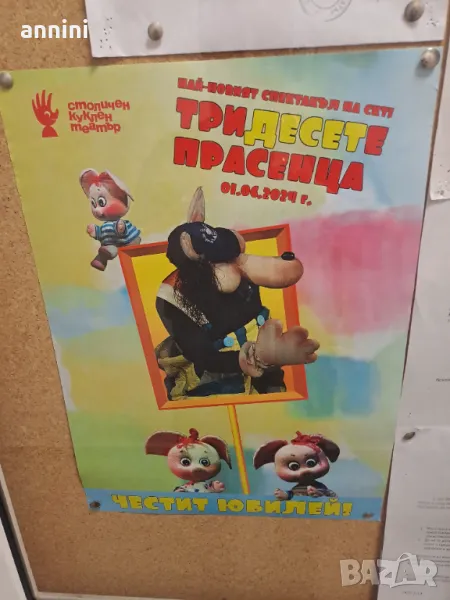 annini
СТОЛИЧЕН
КУКЛЕН
ТЕАТЪР
НАЙ-НОВИЯТ СПЕКТАКЪЛ НА СКТ!
ТРИДЕСЕТЕ
ПРАСЕНЦА
01.06.2024 г.
ЧЕСТИТ ЮБИЛЕЙ!
BAZAR